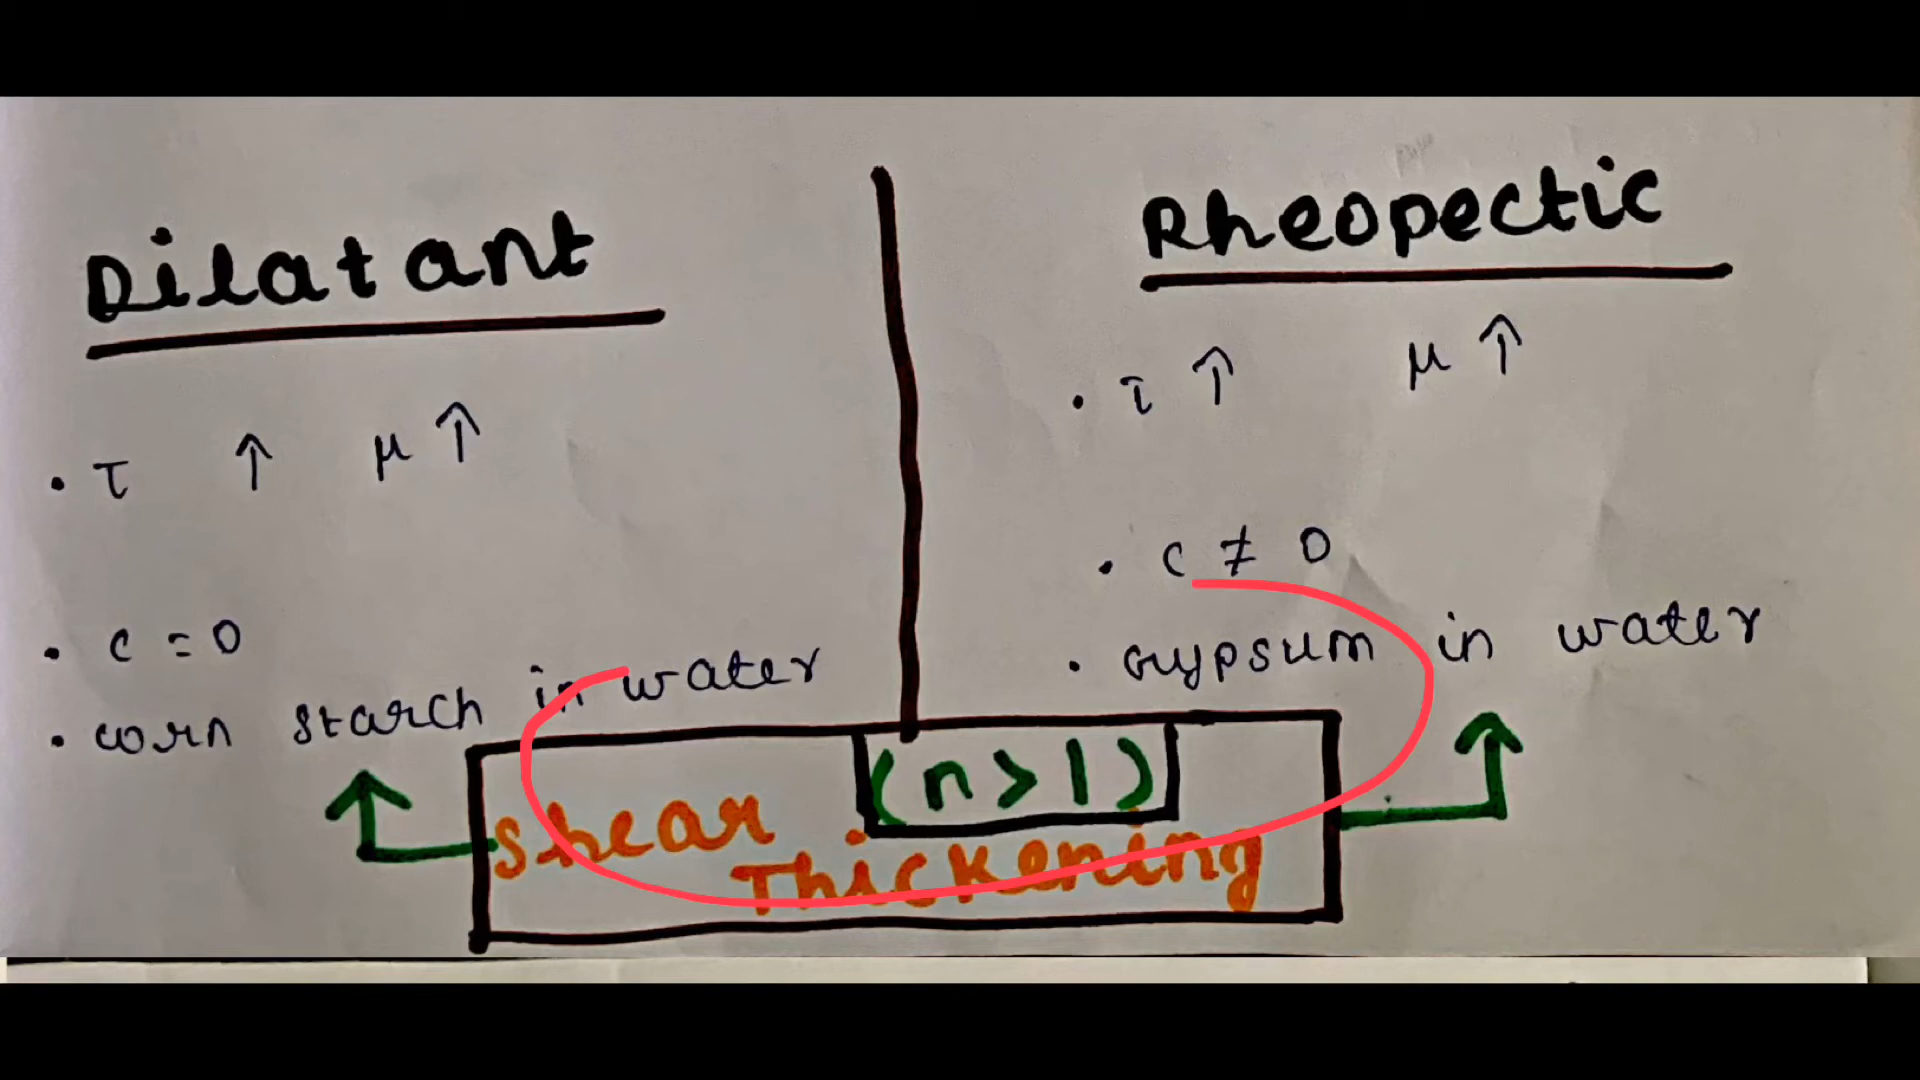 Dilatant
• τ ↑ μ ↑
• c = 0
• corn starch in water
Rheopectic
• τ ↑ μ ↑
• c ≠ 0
• Gypsum in water
(n > 1)
Shear
Thickening